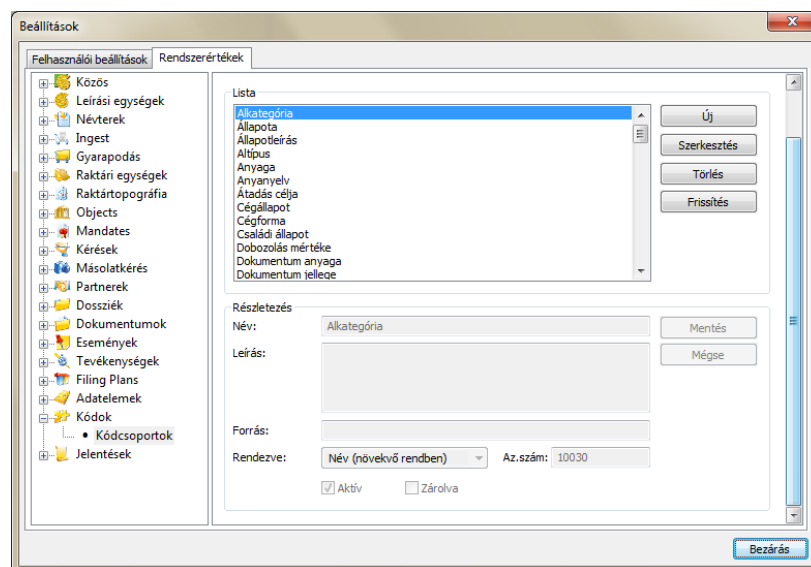 Beállítások
Felhasználói beállítások
Rendszerértékek
Közös
Leírási egységek
Névterek
Ingest
Gyarapodás
Raktári egységek
Raktártopográfia
Objects
Mandates
Kérések
Másolatkérés
Partnerek
Dossziék
Dokumentumok
Események
Tevékenységek
Filing Plans
Adatelemek
Kódok
Kódcsoportok
Jelentések
Lista
Alkategória
Állapota
Állapotleírás
Altípus
Anyaga
Anyanyelv
Átadás célja
Cégállapot
Cégforma
Családi állapot
Dobozolás mértéke
Dokumentum anyaga
Dokumentum jellege
Új
Szerkesztés
Törlés
Frissítés
Részletezés
Név: Alkategória
Mentés
Leírás:
Mégse
Forrás:
Rendezve: Név (növekvő rendben) Az.szám: 10030
Aktív Zárolva
Bezárás